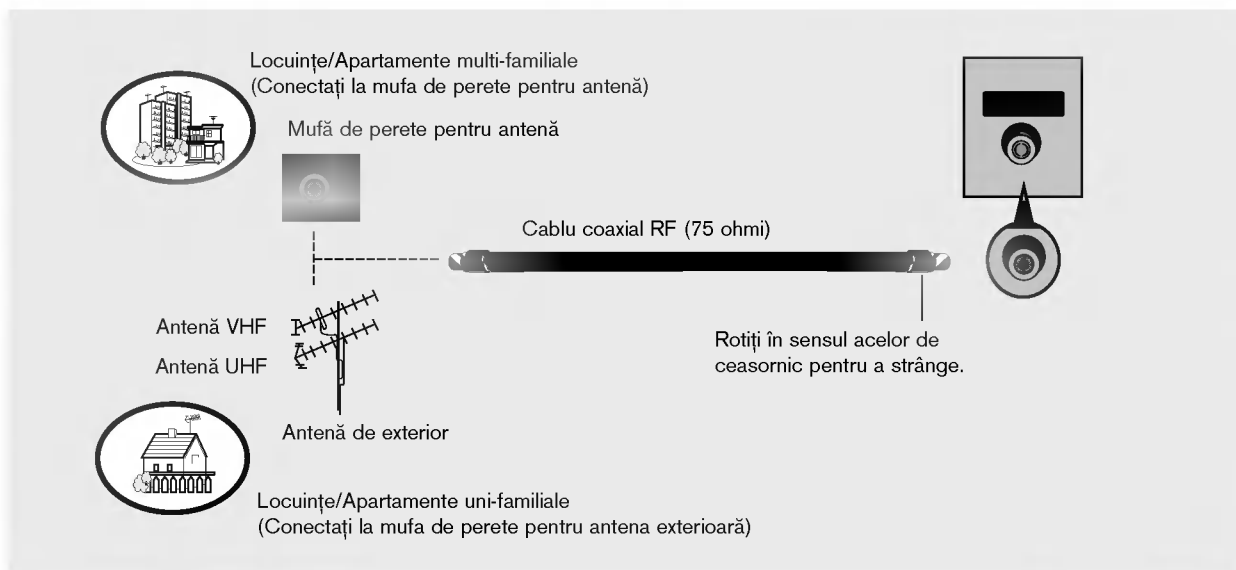 Locuințe/Apartamente multi-familiale
(Conectați la mufa de perete pentru antenă)
Mufă de perete pentru antenă
Cablu coaxial RF (75 ohmi)
Antenă VHF
Antenă UHF
Rotiți în sensul acelor de
ceasornic pentru a strânge.
Antenă de exterior
Locuințe/Apartamente uni-familiale
(Conectați la mufa de perete pentru antena exterioară)